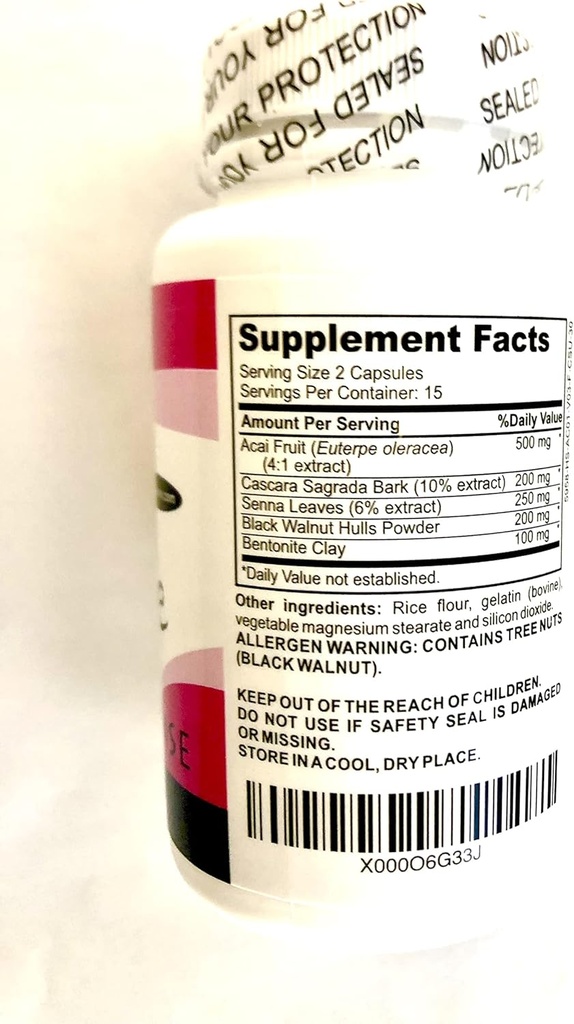 FOR YOUR
YOUR PROTECTION
SEALED FOR YOUR
SEALED
Supplement Facts
Serving Size 2 Capsules
Servings Per Container: 15
Amount Per Serving %Daily Value
Acai Fruit (Euterpe oleracea) 500 mg *
(4:1 extract)
Cascara Sagrada Bark (10% extract) 200 mg *
Senna Leaves (6% extract) 250 mg *
Black Walnut Hulls Powder 200 mg *
Bentonite Clay 100 mg *
*Daily Value not established.
Other ingredients: Rice flour, gelatin (bovine),
vegetable magnesium stearate and silicon dioxide.
ALLERGEN WARNING: CONTAINS TREE NUTS
(BLACK WALNUT).
KEEP OUT OF THE REACH OF CHILDREN.
DO NOT USE IF SAFETY SEAL IS DAMAGED
OR MISSING.
STORE IN A COOL, DRY PLACE.
X000O6G33J
SE